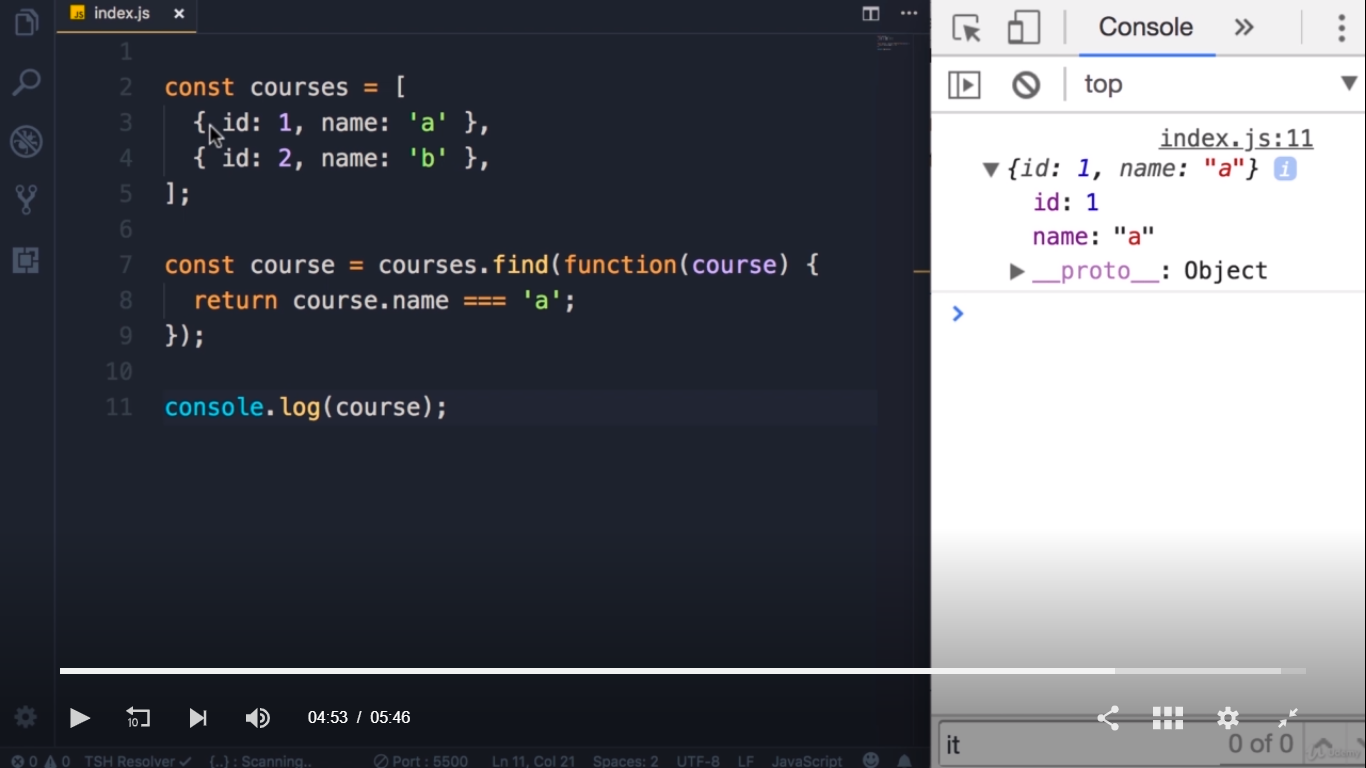 index.js
1
2 const courses = [
3 { id: 1, name: 'a' },
4 { id: 2, name: 'b' },
5 ];
6
7 const course = courses.find(function(course) {
8 return course.name === 'a';
9 });
10
11 console.log(course);
04:53 / 05:46
0 0 TSH Resolver {..} : Scanning.. Port : 5500 Ln 11, Col 21 Spaces: 2 UTF-8 LF JavaScript
Console
top
index.js:11
{id: 1, name: "a"} i
id: 1
name: "a"
__proto__: Object
it 0 of 0